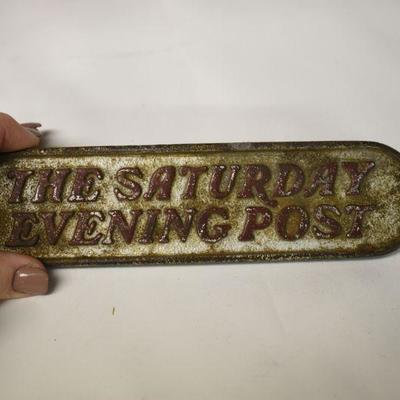 THE SATURDAY
EVENING POST